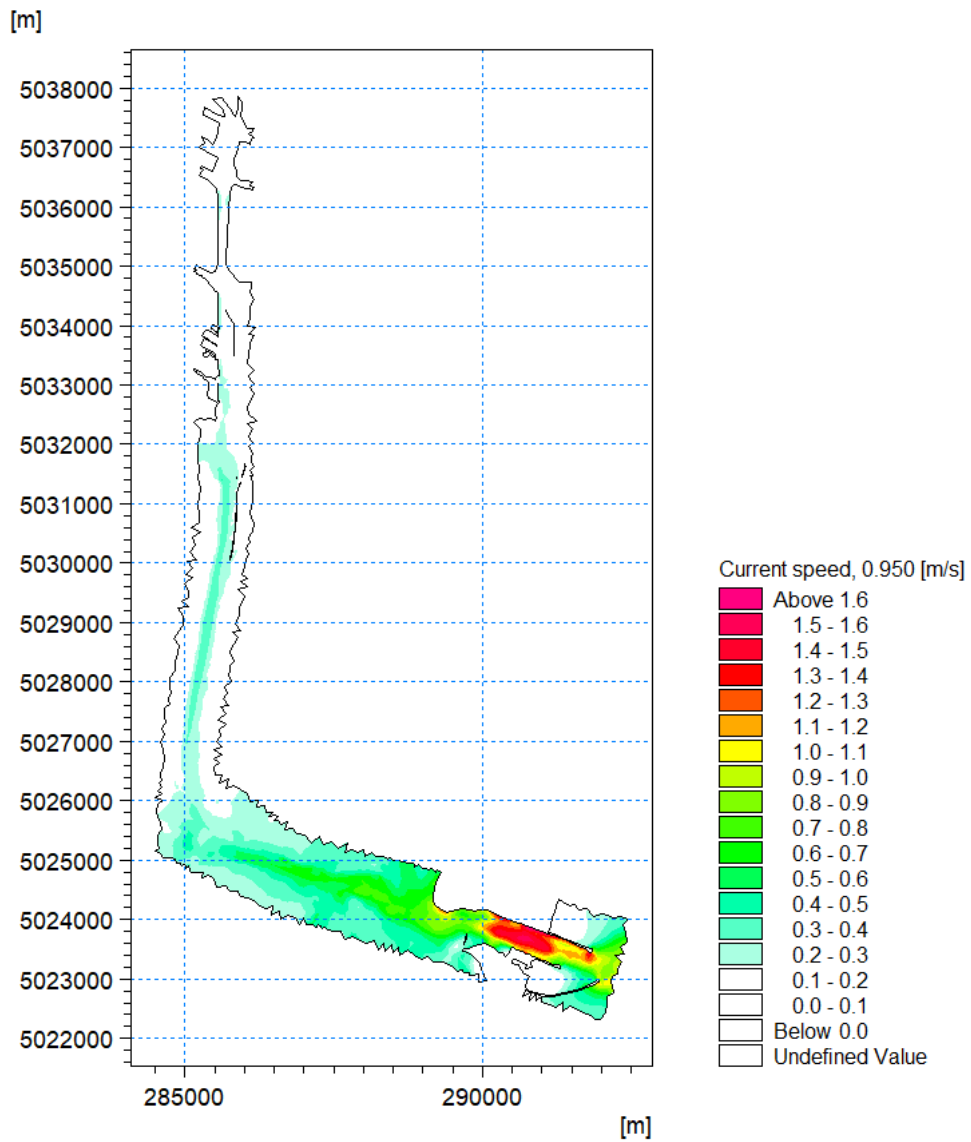 [m]
5038000
5037000
5036000
5035000
5034000
5033000
5032000
5031000
5030000
5029000
5028000
5027000
5026000
5025000
5024000
5023000
5022000
285000 290000
[m]
Current speed, 0.950 [m/s]
Above 1.6
1.5 - 1.6
1.4 - 1.5
1.3 - 1.4
1.2 - 1.3
1.1 - 1.2
1.0 - 1.1
0.9 - 1.0
0.8 - 0.9
0.7 - 0.8
0.6 - 0.7
0.5 - 0.6
0.4 - 0.5
0.3 - 0.4
0.2 - 0.3
0.1 - 0.2
0.0 - 0.1
Below 0.0
Undefined Value